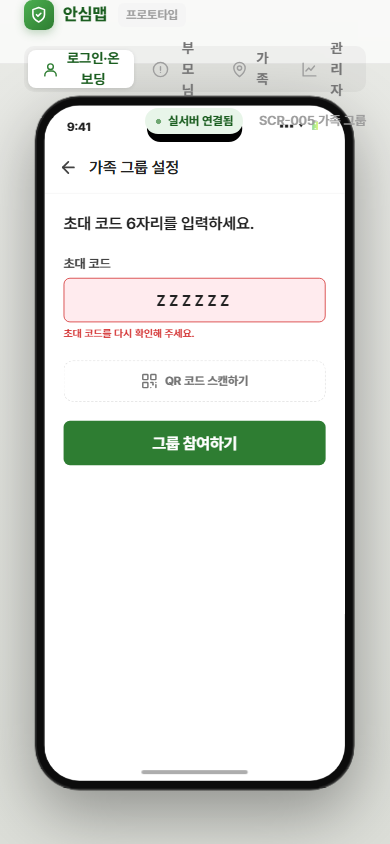 안심맵 프로토타입
로그인·온
보딩
부
모
님
가
족
관
리
자
9:41
실서버 연결됨
SCR-005 가족 그룹
가족 그룹 설정
초대 코드 6자리를 입력하세요.
초대 코드
ZZZZZZ
초대 코드를 다시 확인해 주세요.
QR 코드 스캔하기
그룹 참여하기